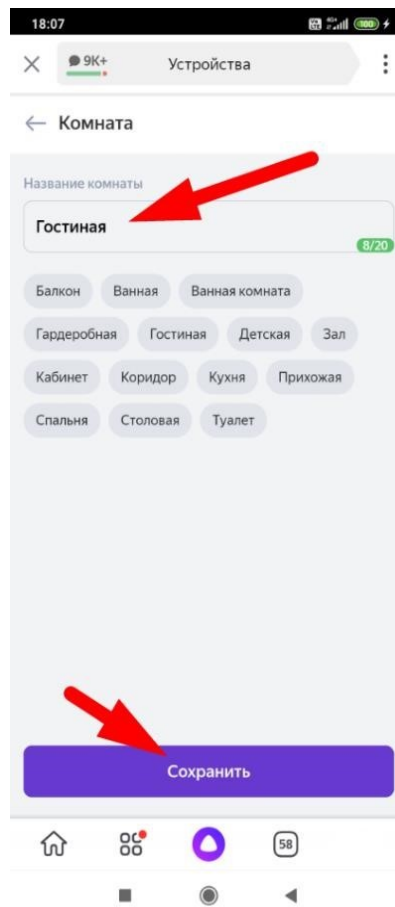 18:07
100
9K+ Устройства
Комната
Название комнаты
Гостиная
8/20
Балкон Ванная Ванная комната
Гардеробная Гостиная Детская Зал
Кабинет Коридор Кухня Прихожая
Спальня Столовая Туалет
Сохранить
58